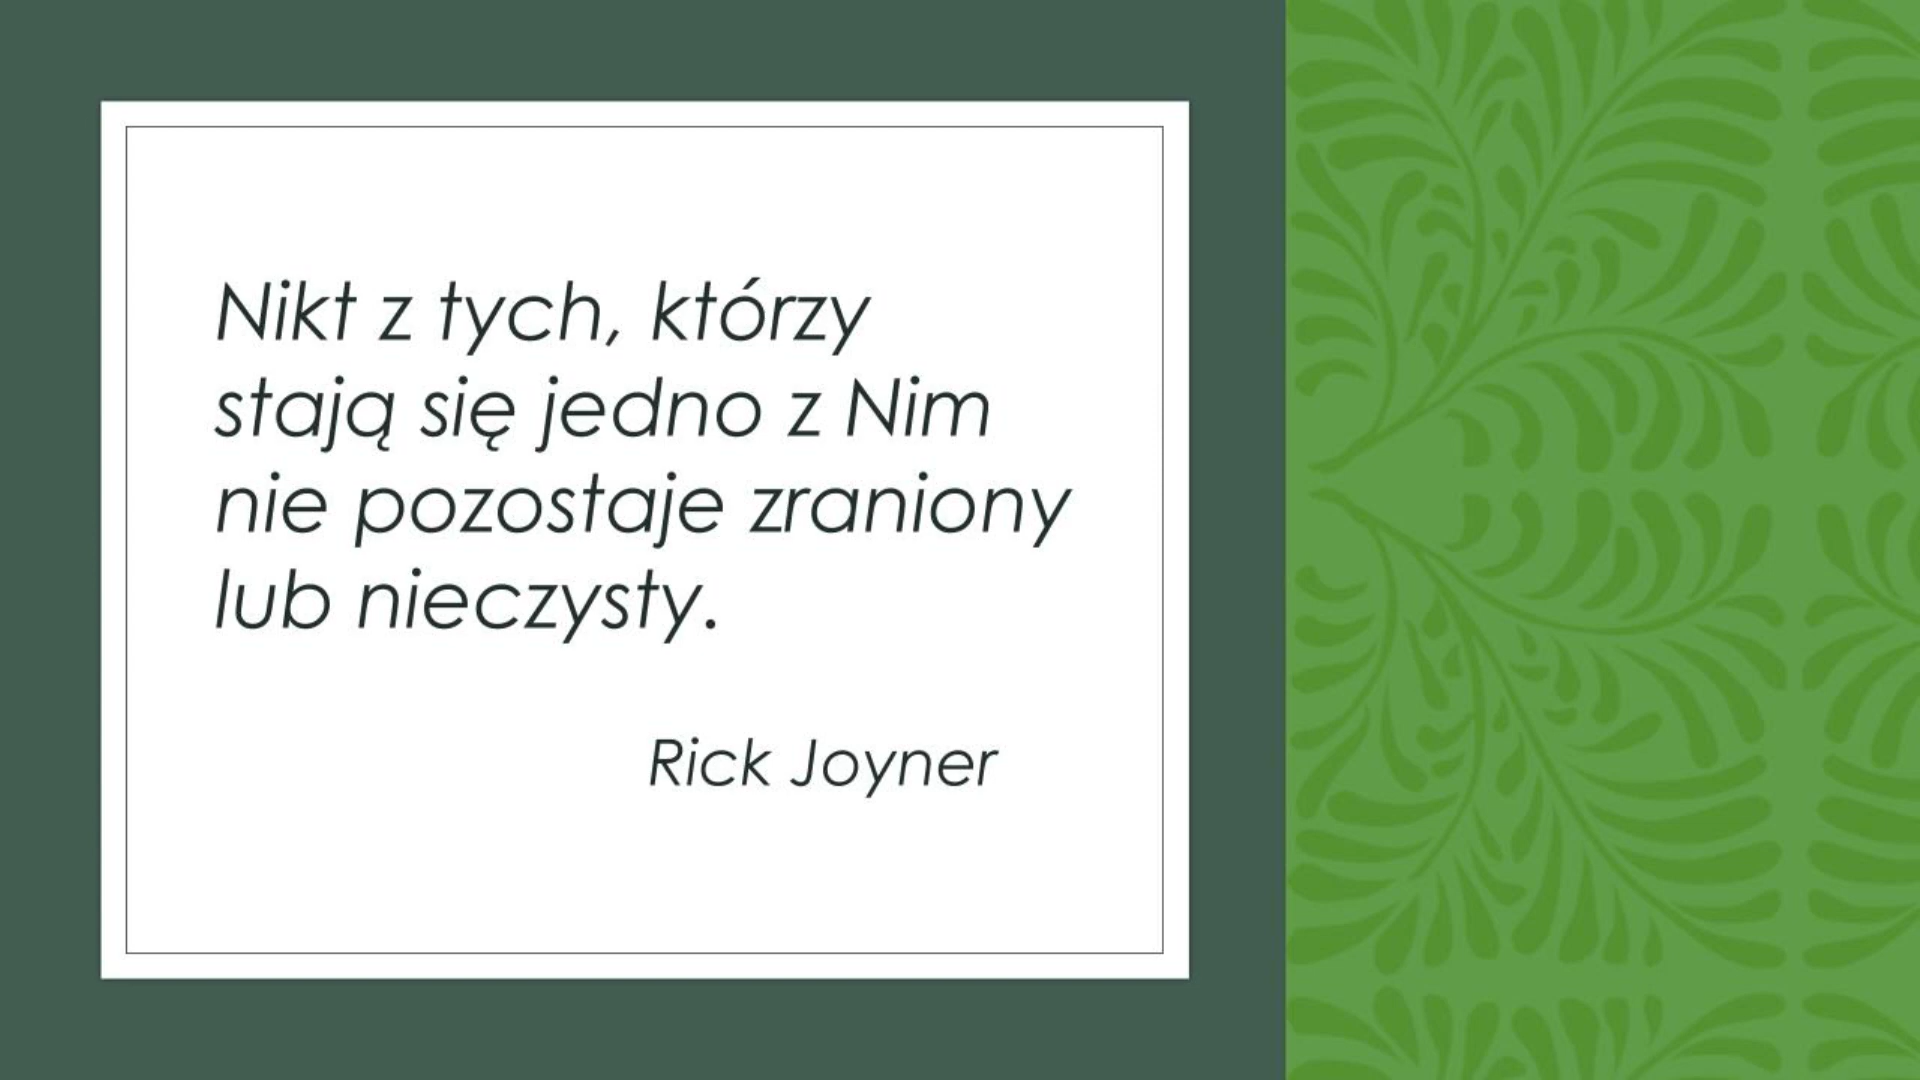 Nikt z tych, którzy
stają się jedno z Nim
nie pozostaje zraniony
lub nieczysty.
Rick Joyner